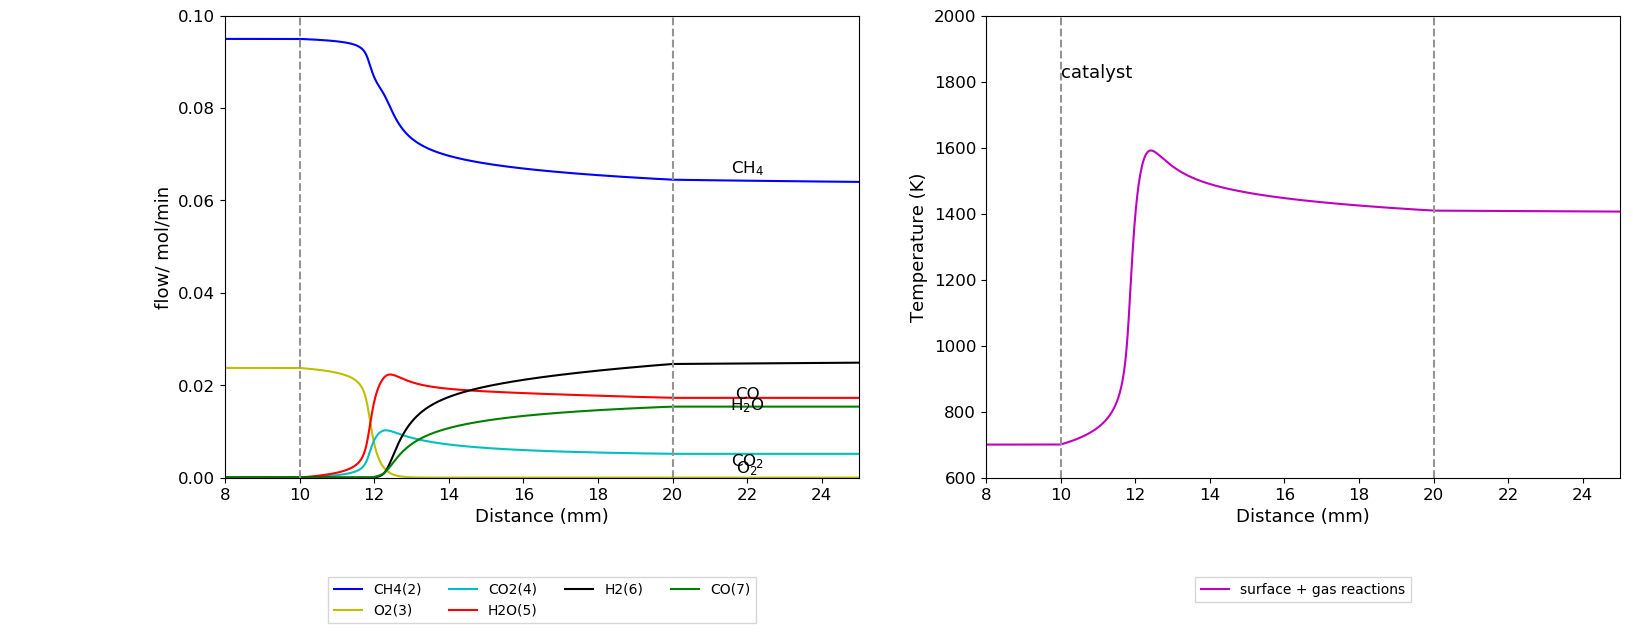 0.10
0.08
0.06
0.04
0.02
0.00
flow/ mol/min
CH₄
CO
H₂O
CO₂
O₂
8 10 12 14 16 18 20 22 24
Distance (mm)
CH4(2) CO2(4) H2(6) CO(7)
O2(3) H2O(5)
2000
1800
1600
1400
1200
1000
800
600
Temperature (K)
catalyst
8 10 12 14 16 18 20 22 24
Distance (mm)
surface + gas reactions